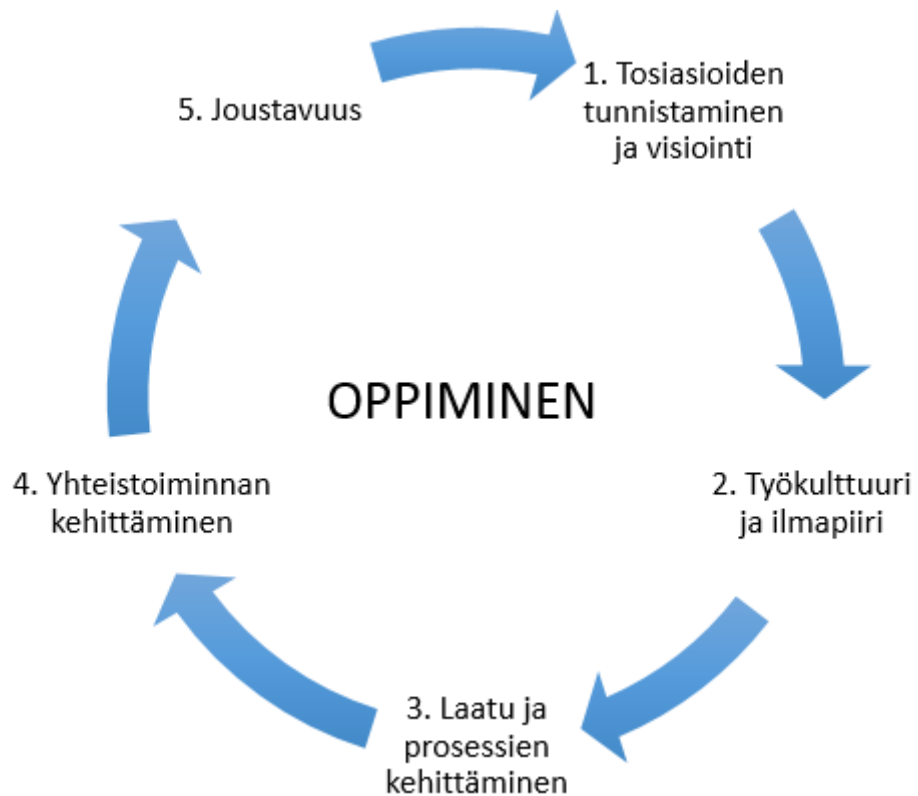 1. Tosiasioiden
tunnistaminen
ja visiointi
2. Työkulttuuri
ja ilmapiiri
3. Laatu ja
prosessien
kehittäminen
4. Yhteistoiminnan
kehittäminen
5. Joustavuus
OPPIMINEN